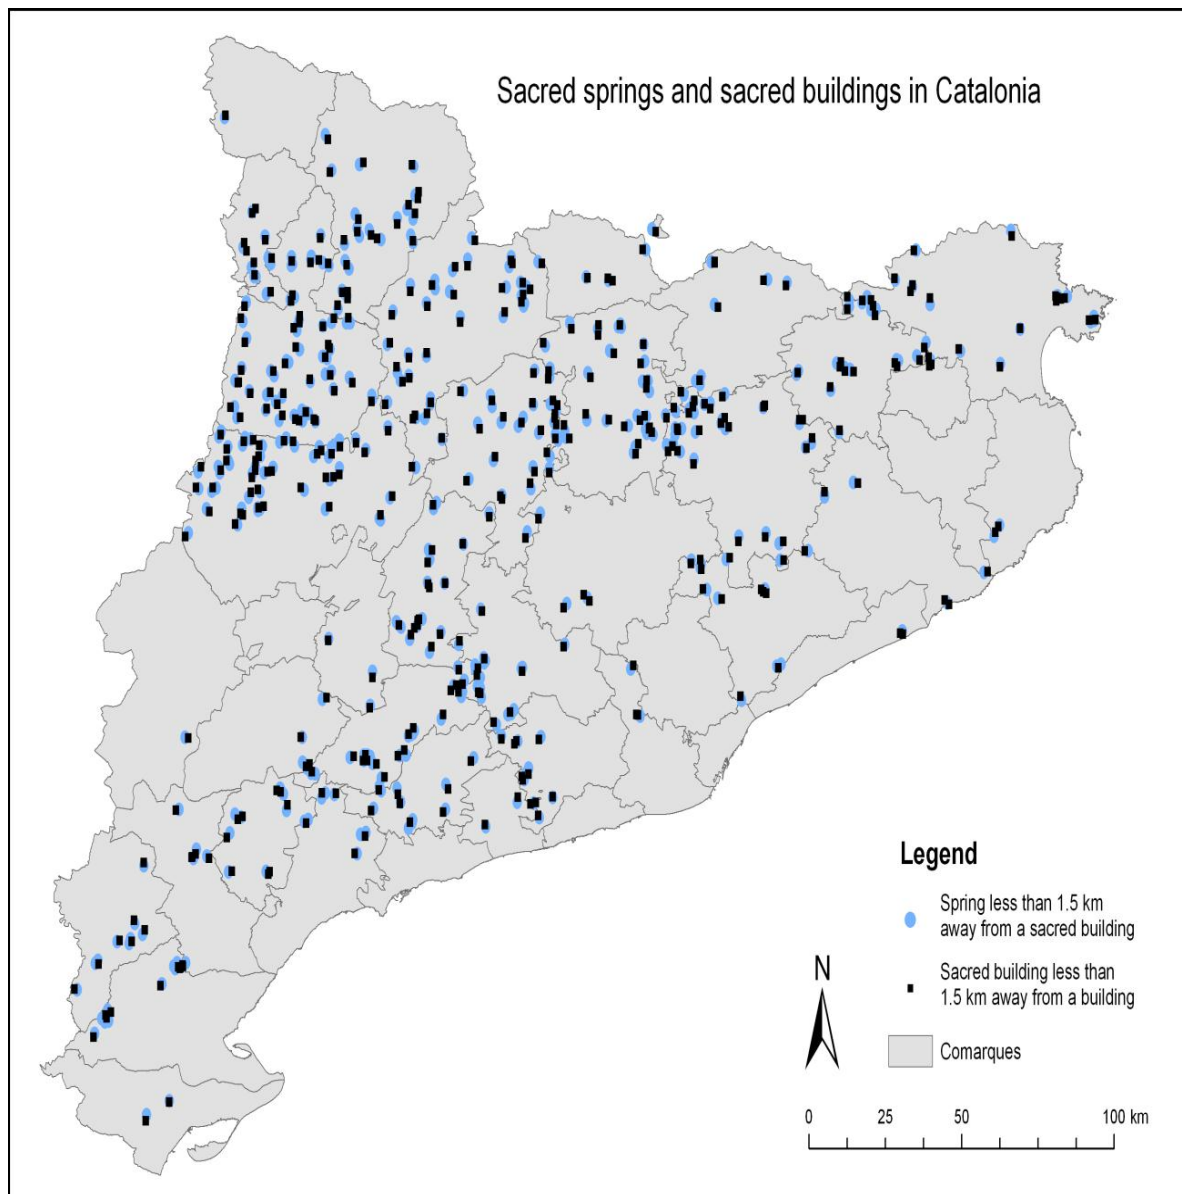 Sacred springs and sacred buildings in Catalonia
Legend
Spring less than 1.5 km
away from a sacred building
Sacred building less than
1.5 km away from a building
Comarques
N
0 25 50 100 km